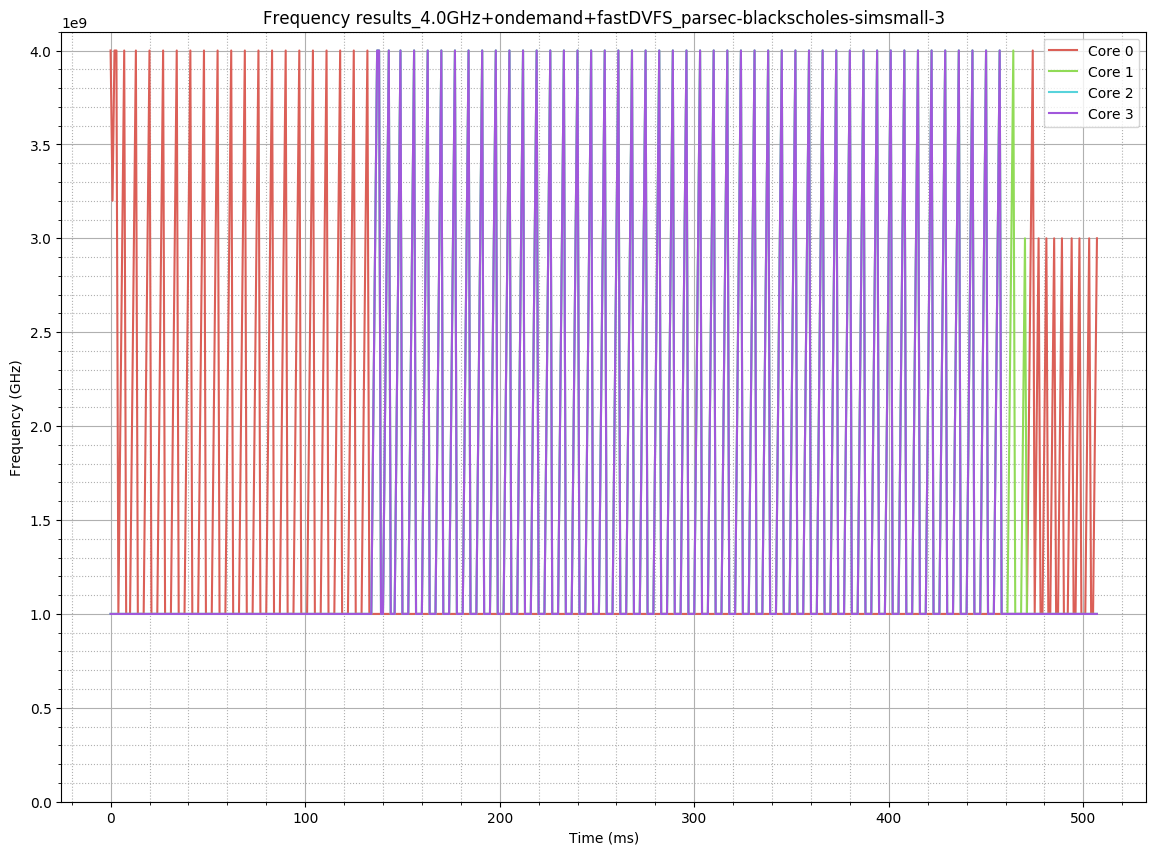 Frequency results_4.0GHz+ondemand+fastDVFS_parsec-blackscholes-simsmall-3
1e9
4.0
3.5
3.0
2.5
2.0
1.5
1.0
0.5
0.0
Frequency (GHz)
Core 0
Core 1
Core 2
Core 3
0 100 200 300 400 500
Time (ms)